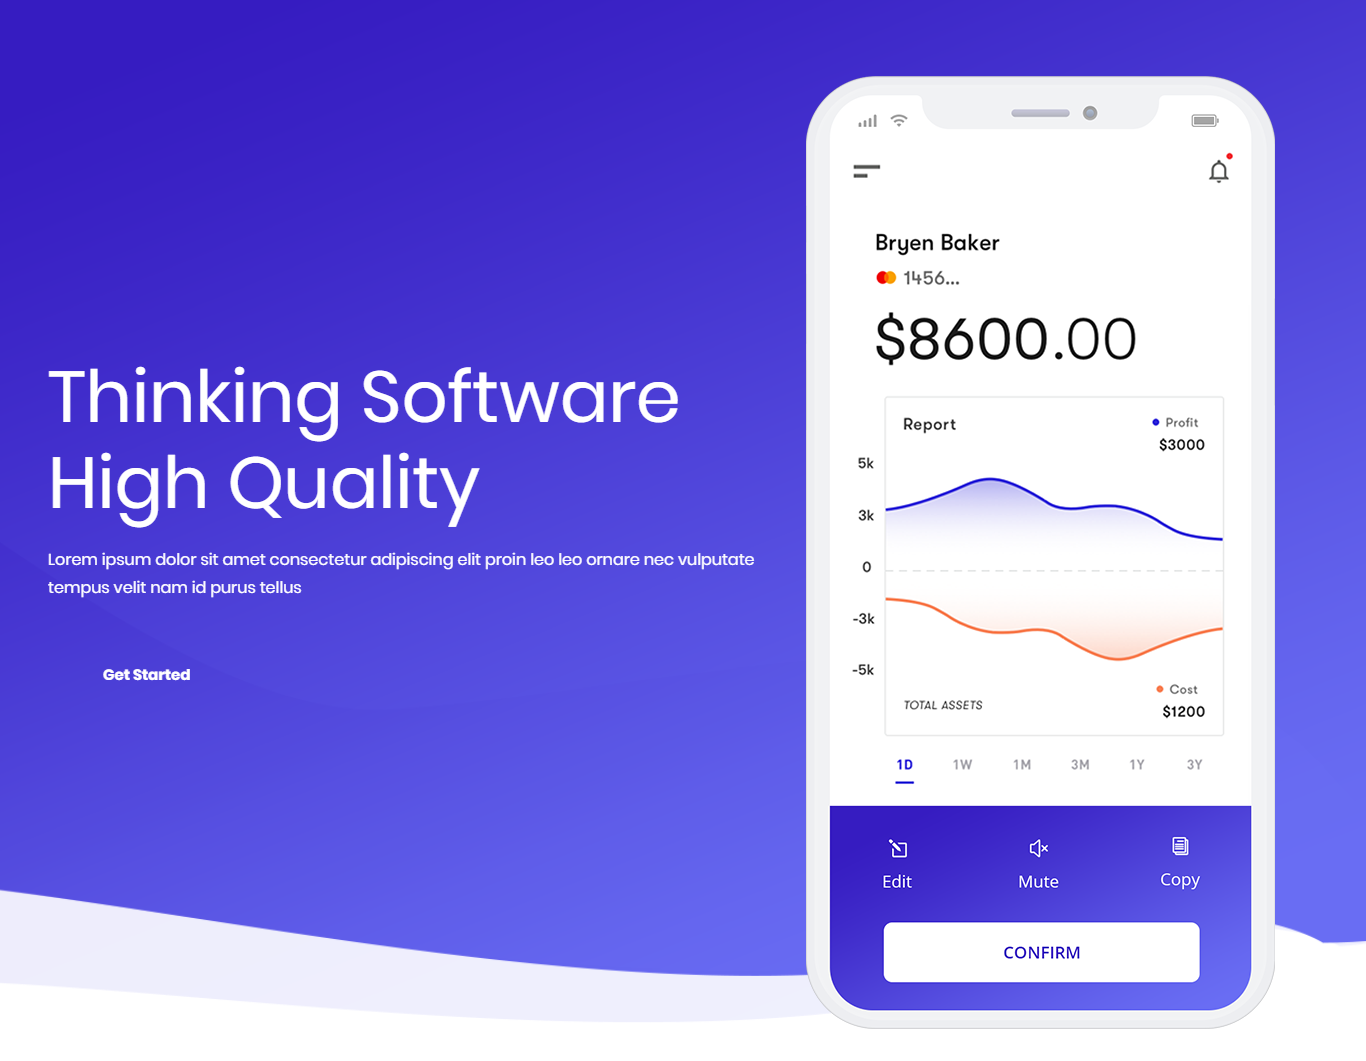 Thinking Software
High Quality
Lorem ipsum dolor sit amet consectetur adipiscing elit proin leo leo ornare nec vulputate
tempus velit nam id purus tellus
Get Started
Bryen Baker
1456...
$8600.00
Report
Profit
$3000
5k
3k
0
-3k
-5k
TOTAL ASSETS
Cost
$1200
1D 1W 1M 3M 1Y 3Y
Edit Mute Copy
CONFIRM